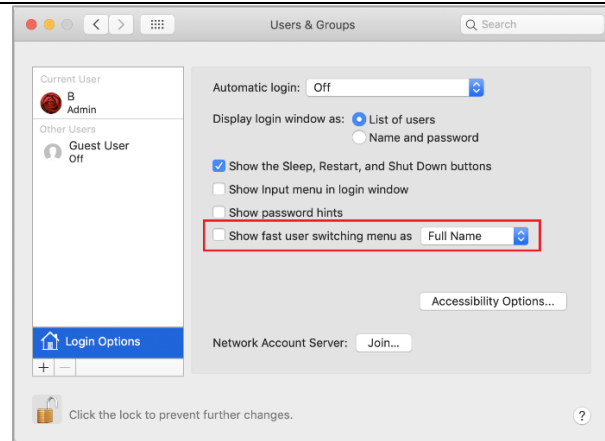 Users & Groups
Search
Current User
B
Admin
Other Users
Guest User
Off
Login Options
+ −
Automatic login: Off
Display login window as: List of users
Name and password
Show the Sleep, Restart, and Shut Down buttons
Show Input menu in login window
Show password hints
Show fast user switching menu as Full Name
Accessibility Options...
Network Account Server: Join...
Click the lock to prevent further changes.
?